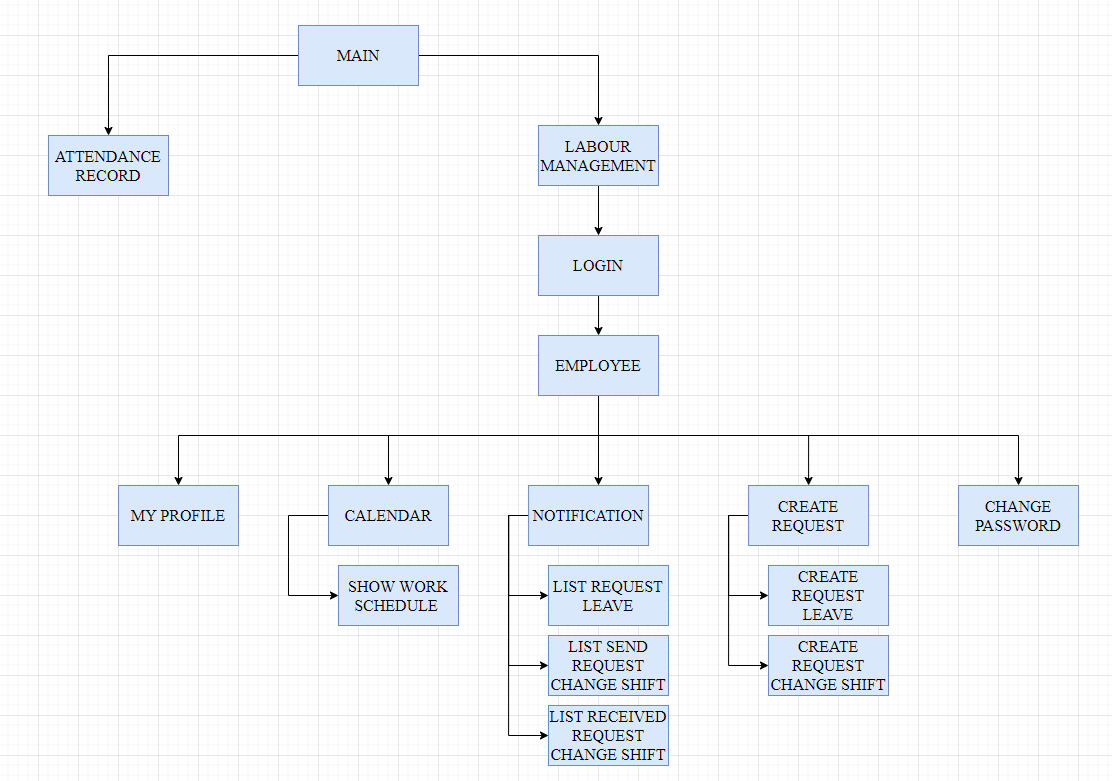 MAIN
ATTENDANCE
RECORD
LABOUR
MANAGEMENT
LOGIN
EMPLOYEE
MY PROFILE
CALENDAR
NOTIFICATION
CREATE
REQUEST
CHANGE
PASSWORD
SHOW WORK
SCHEDULE
LIST REQUEST
LEAVE
CREATE
REQUEST
LEAVE
LIST SEND
REQUEST
CHANGE SHIFT
CREATE
REQUEST
CHANGE SHIFT
LIST RECEIVED
REQUEST
CHANGE SHIFT